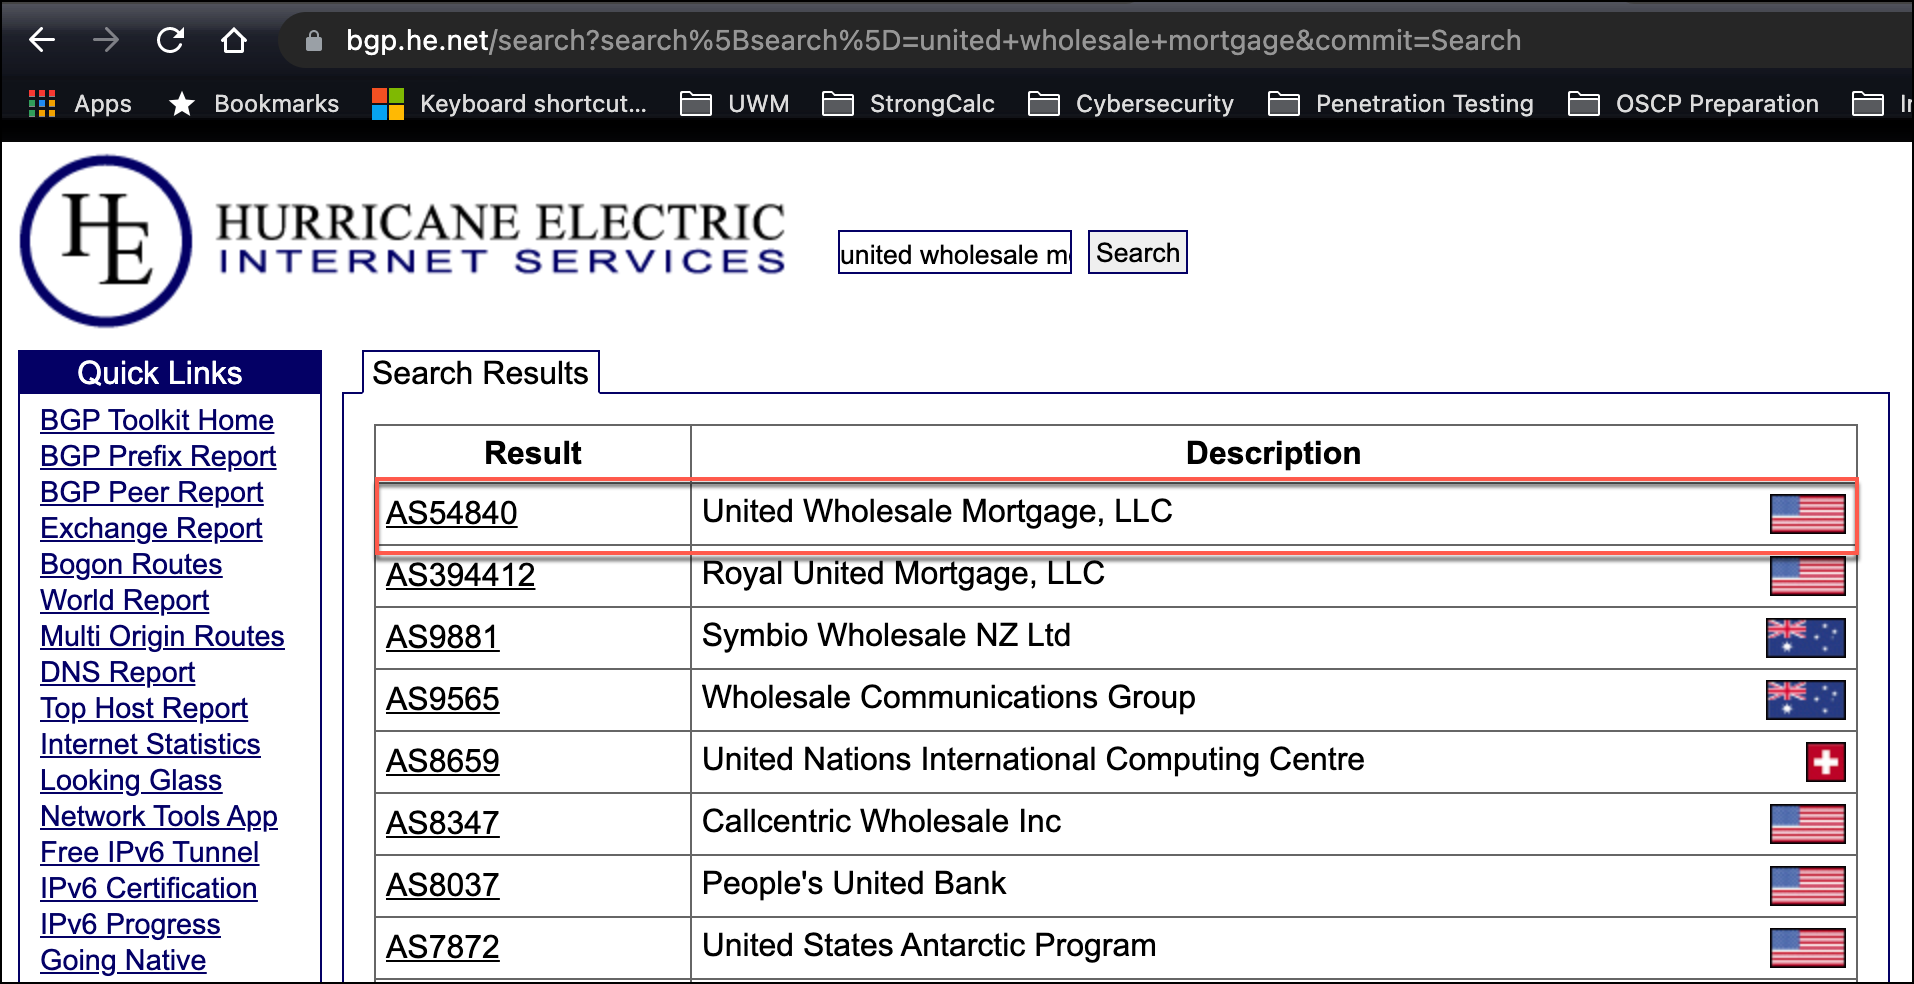 bgp.he.net/search?search%5Bsearch%5D=united+wholesale+mortgage&commit=Search
Apps Bookmarks Keyboard shortcut... UWM StrongCalc Cybersecurity Penetration Testing OSCP Preparation
HE
HURRICANE ELECTRIC
INTERNET SERVICES
united wholesale Search
Quick Links
BGP Toolkit Home
BGP Prefix Report
BGP Peer Report
Exchange Report
Bogon Routes
World Report
Multi Origin Routes
DNS Report
Top Host Report
Internet Statistics
Looking Glass
Network Tools App
Free IPv6 Tunnel
IPv6 Certification
IPv6 Progress
Going Native
Search Results
Result Description
AS54840 United Wholesale Mortgage, LLC
AS394412 Royal United Mortgage, LLC
AS9881 Symbio Wholesale NZ Ltd
AS9565 Wholesale Communications Group
AS8659 United Nations International Computing Centre
AS8347 Callcentric Wholesale Inc
AS8037 People's United Bank
AS7872 United States Antarctic Program